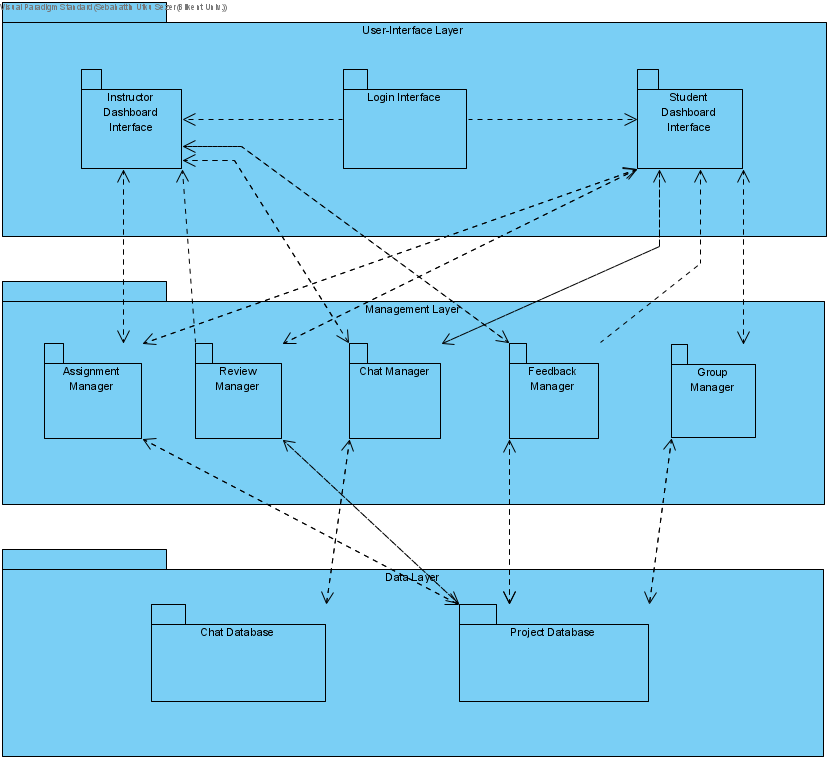 Visual Paradigm Standard (Sebahattin Utku Sezer (Bilkent Univ.))
User-Interface Layer
Instructor
Dashboard
Interface
Login Interface
Student
Dashboard
Interface
Management Layer
Assignment
Manager
Review
Manager
Chat Manager
Feedback
Manager
Group
Manager
Data Layer
Chat Database
Project Database